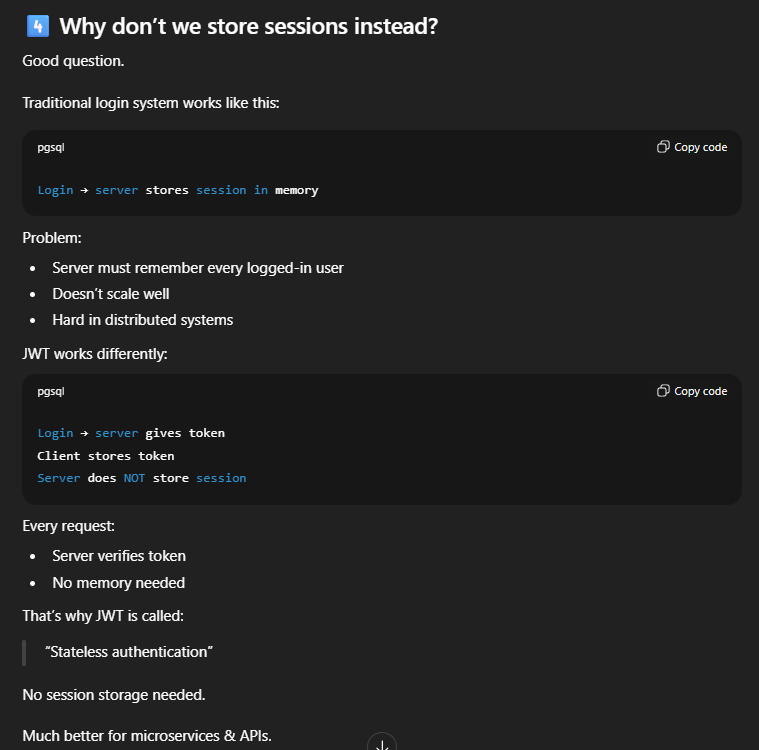 4 Why don’t we store sessions instead?
Good question.
Traditional login system works like this:
pgsql
Copy code
Login → server stores session in memory
Problem:
• Server must remember every logged-in user
• Doesn’t scale well
• Hard in distributed systems
JWT works differently:
pgsql
Copy code
Login → server gives token
Client stores token
Server does NOT store session
Every request:
• Server verifies token
• No memory needed
That’s why JWT is called:
“Stateless authentication”
No session storage needed.
Much better for microservices & APIs.